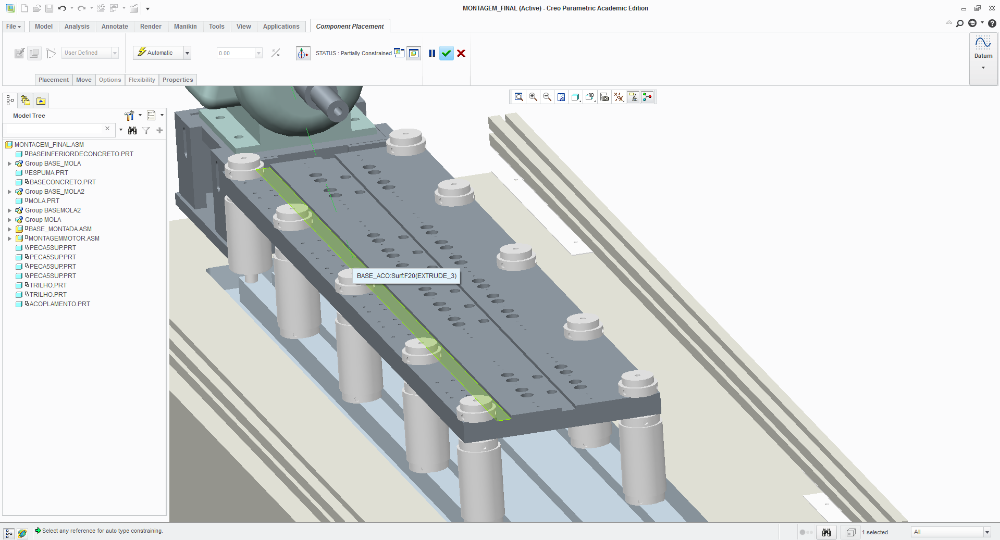 MONTAGEM_FINAL (Active) - Creo Parametric Academic Edition
File Model Analysis Annotate Render Manikin Tools View Applications Component Placement
User Defined Automatic 0.00 STATUS : Partially Constrained
Datum
Placement Move Options Flexibility Properties
Model Tree
MONTAGEM_FINAL.ASM
BASEINFERIORDECONCRETO.PRT
Group BASE_MOLA
ESPUMA.PRT
BASECONCRETO.PRT
Group BASE_MOLA2
MOLA.PRT
Group BASEMOLA2
Group MOLA
BASE_MONTADA.ASM
MONTAGEMMOTOR.ASM
PECA5SUP.PRT
PECA5SUP.PRT
PECA5SUP.PRT
PECA5SUP.PRT
TRILHO.PRT
TRILHO.PRT
ACOPLAMENTO.PRT
BASE_ACO:Surf:F20(EXTRUDE_3)
Select any reference for auto type constraining.
1 selected
All